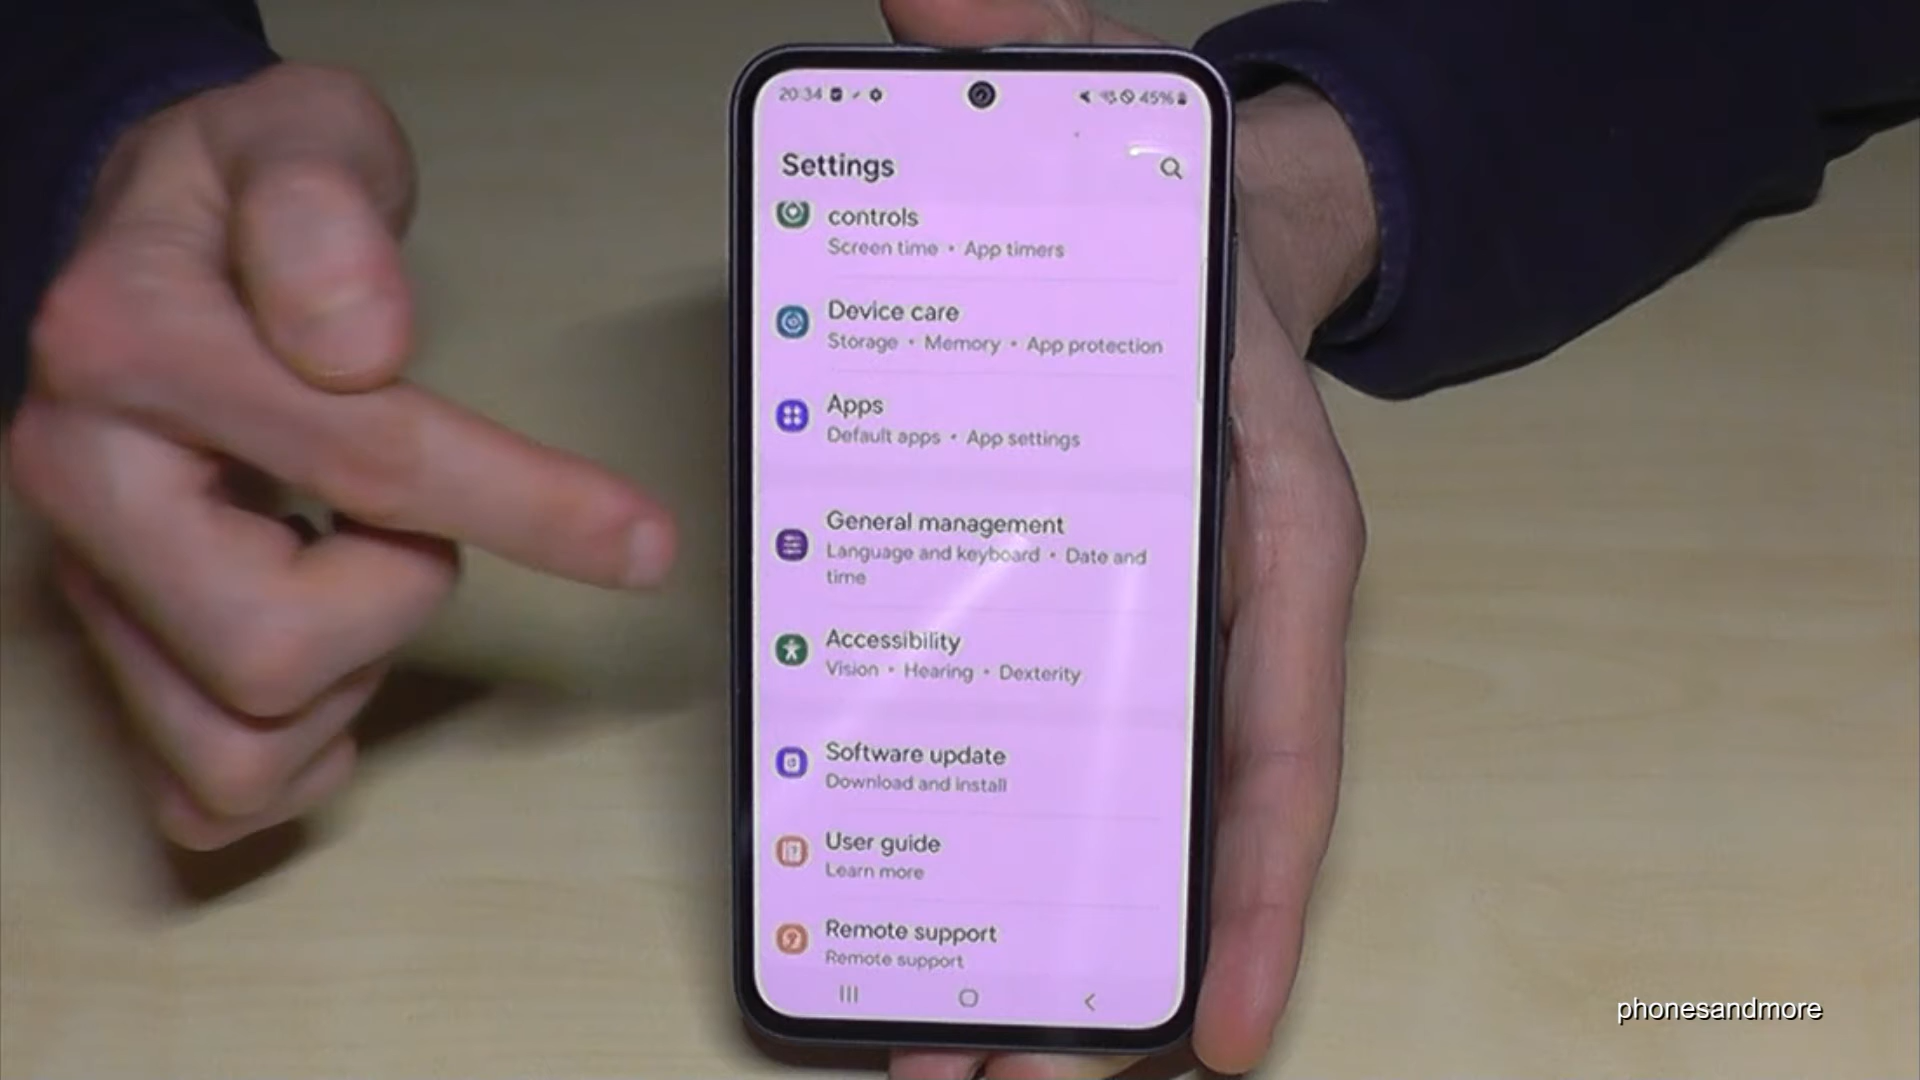 20:34
45%
Settings
controls
Screen time • App timers
Device care
Storage • Memory • App protection
Apps
Default apps • App settings
General management
Language and keyboard • Date and
time
Accessibility
Vision • Hearing • Dexterity
Software update
Download and install
User guide
Learn more
Remote support
Remote support
phonesandmore